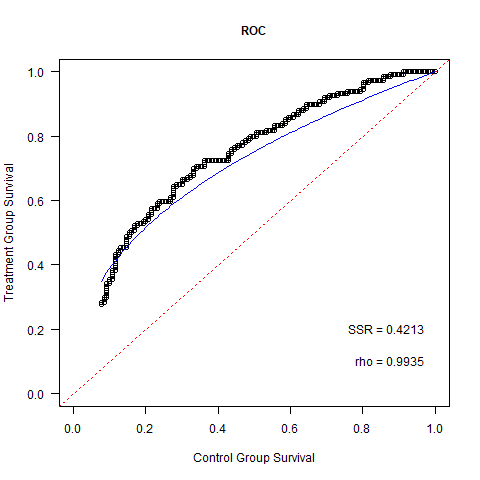 ROC
Treatment Group Survival
1.0
0.8
0.6
0.4
0.2
0.0
SSR = 0.4213
rho = 0.9935
0.0 0.2 0.4 0.6 0.8 1.0
Control Group Survival